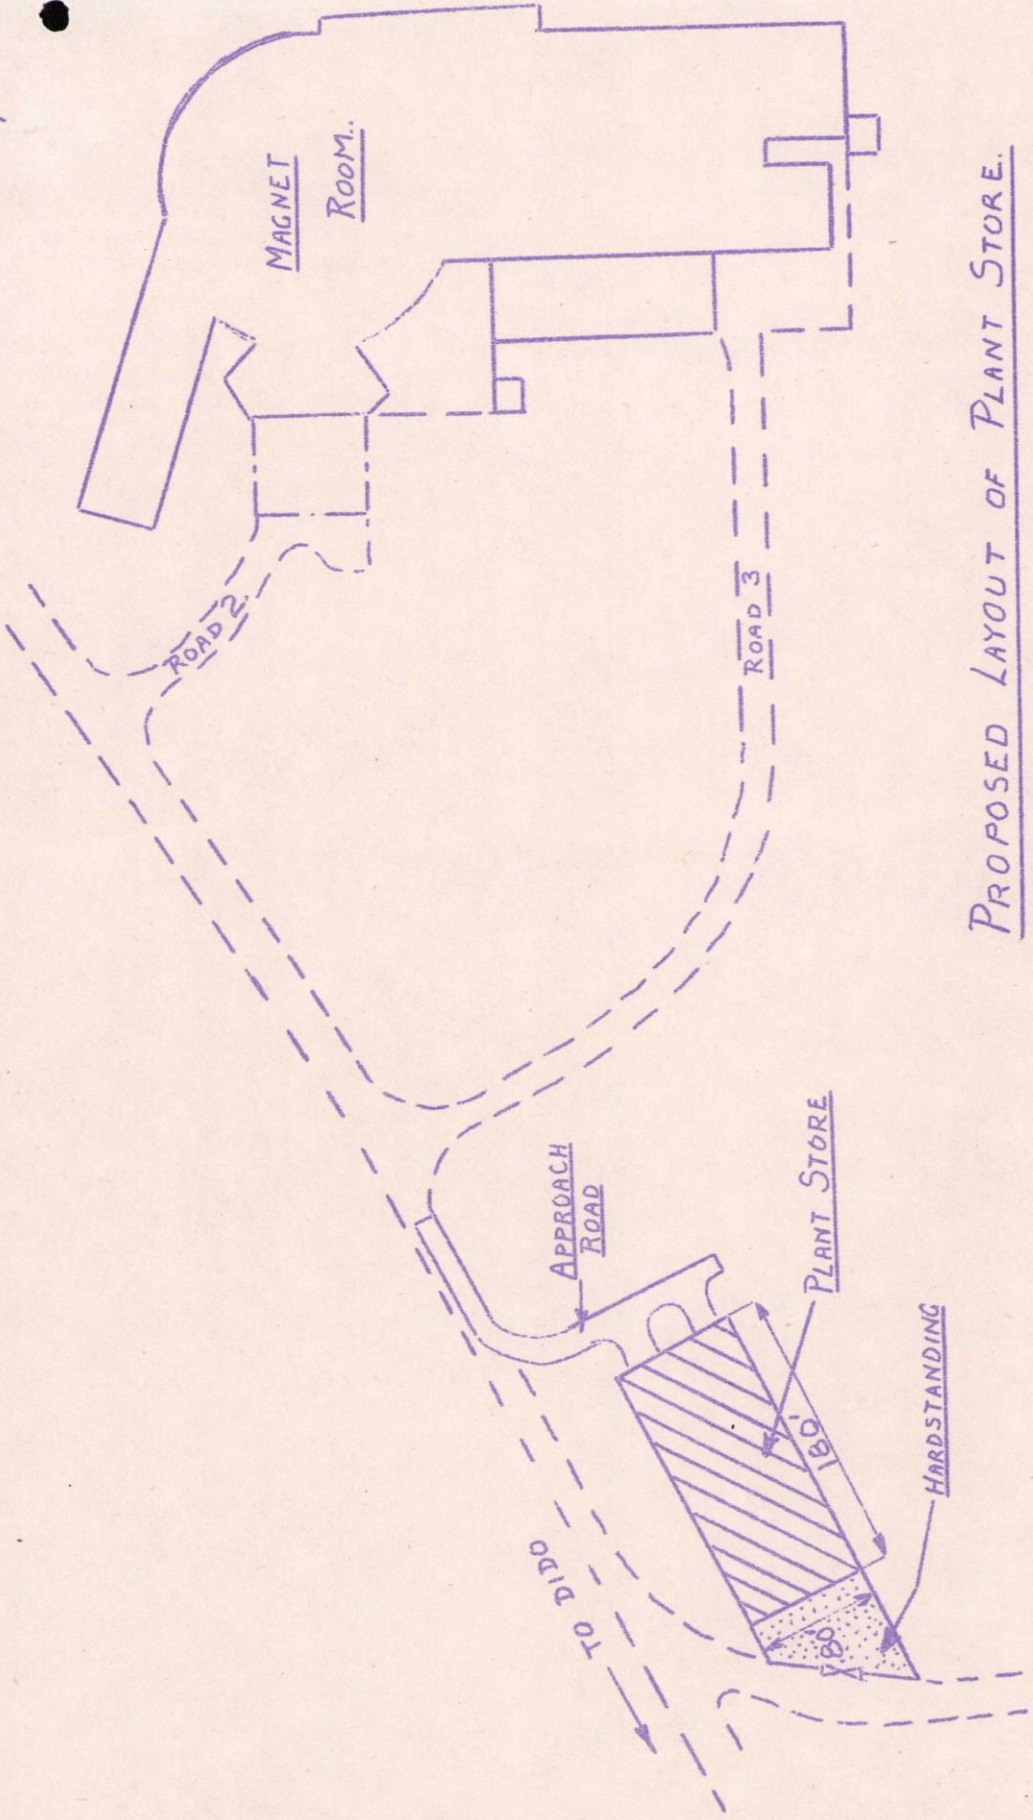 MAGNET
ROOM..
ROAD 2.
ROAD 3
APPROACH
ROAD
PLANT STORE
180'
HARDSTANDING
80'
TO DIDO
PROPOSED LAYOUT OF PLANT STORE.